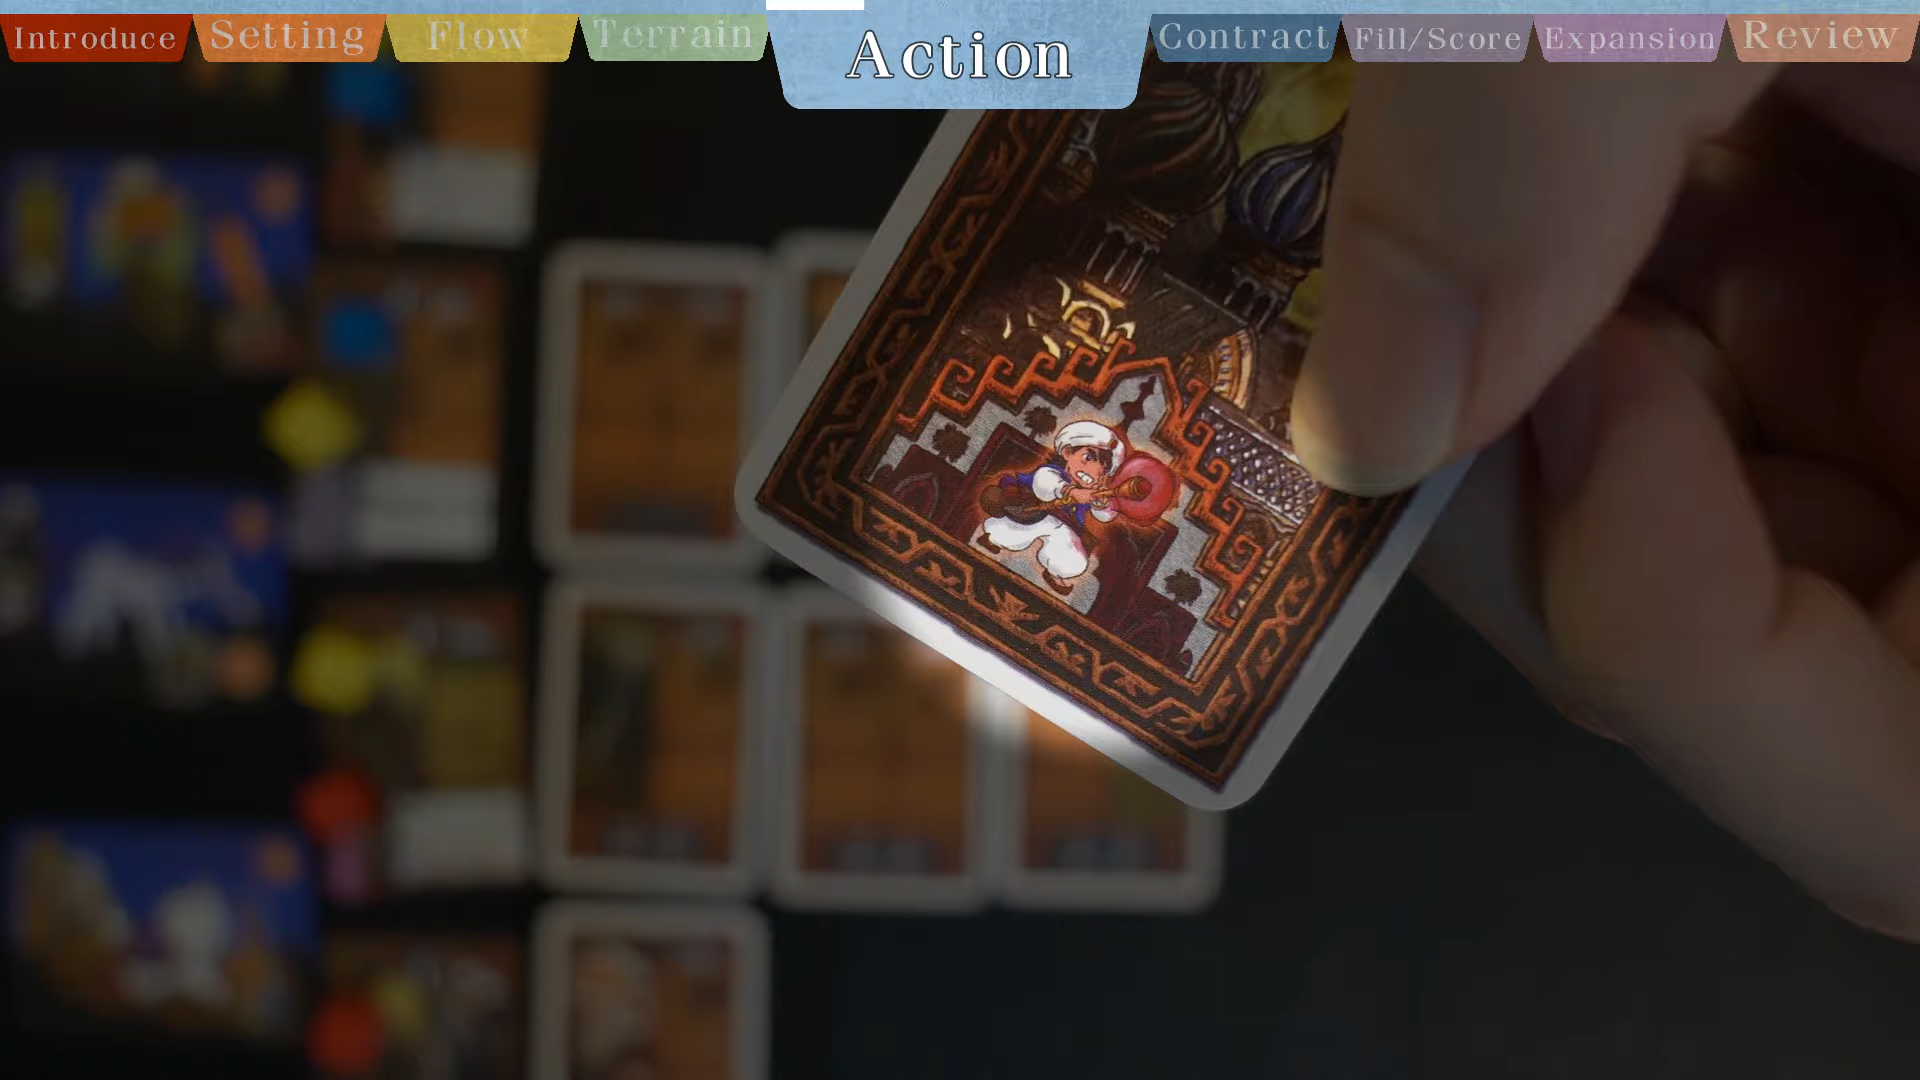 Introduce
Setting
Flow
Terrain
Action
Contract
Fill/Score
Expansion
Review